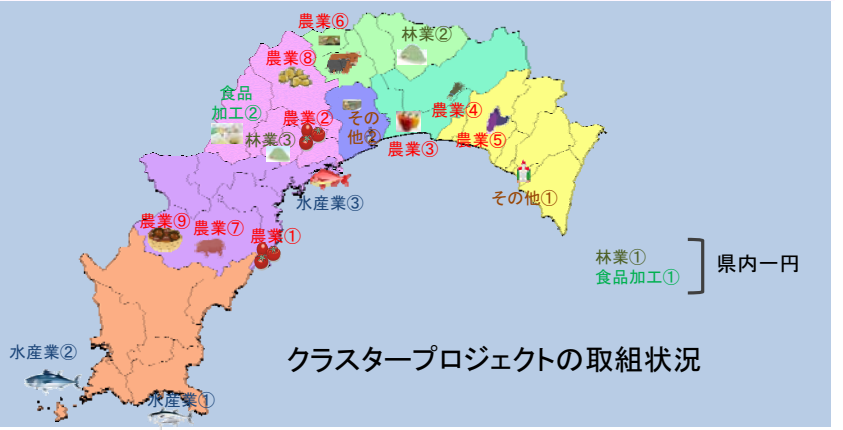 農業⑥
林業②
農業⑧
食品
加工②
農業②
その
他②
農業④
林業③
農業③
農業⑤
水産業③
その他①
農業⑨
農業⑦
農業①
林業①
食品加工①
県内一円
水産業②
クラスタープロジェクトの取組状況
水産業①